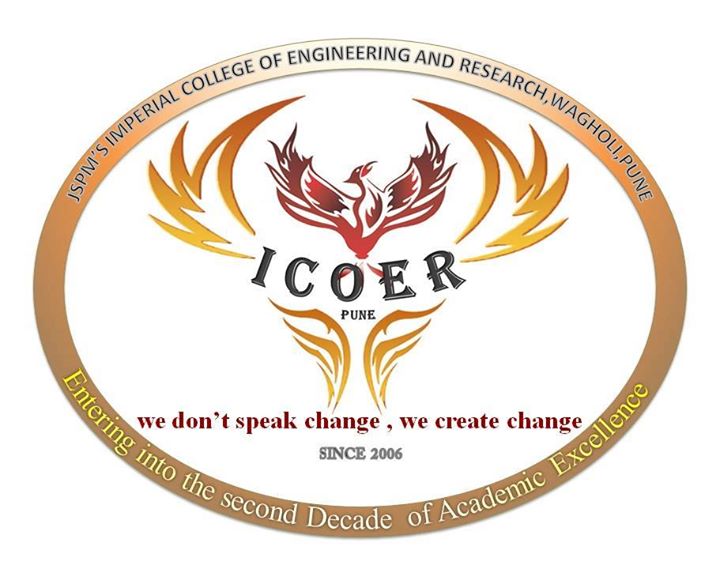 JSPM'S IMPERIAL COLLEGE OF ENGINEERING AND RESEARCH,WAGHOLI,PUNE
ICOER
PUNE
we don't speak change , we create change
SINCE 2006
Entering into the second Decade of Academic Excellence